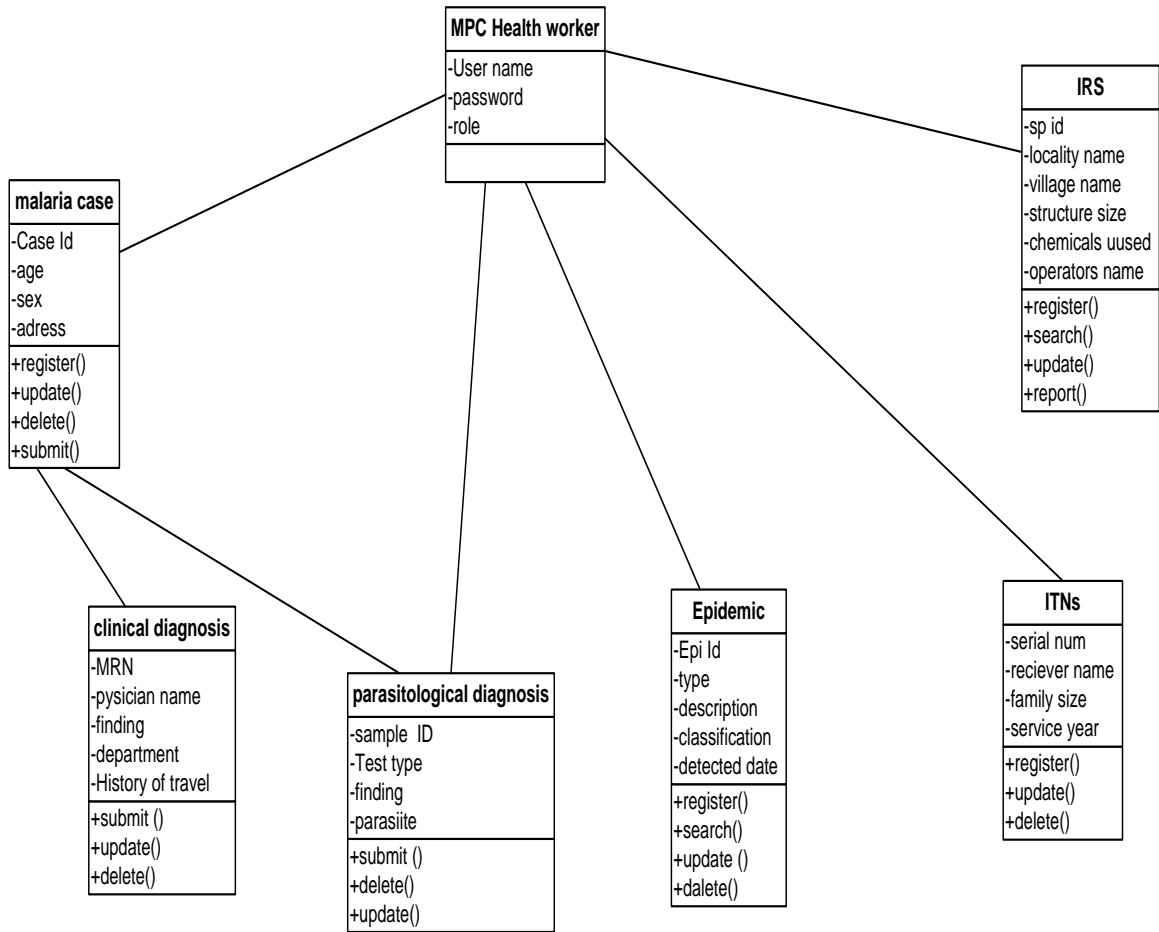 MPC Health worker
-User name
-password
-role
IRS
-sp id
-locality name
-village name
-structure size
-chemicals uused
-operators name
+register()
+search()
+update()
+report()
malaria case
-Case Id
-age
-sex
-adress
+register()
+update()
+delete()
+submit()
clinical diagnosis
-MRN
-pysician name
-finding
-department
-History of travel
+submit ()
+update()
+delete()
parasitological diagnosis
-sample ID
-Test type
-finding
-parasiite
+submit ()
+delete()
+update()
Epidemic
-Epi Id
-type
-description
-classification
-detected date
+register()
+search()
+update ()
+dalete()
ITNs
-serial num
-reciever name
-family size
-service year
+register()
+update()
+delete()